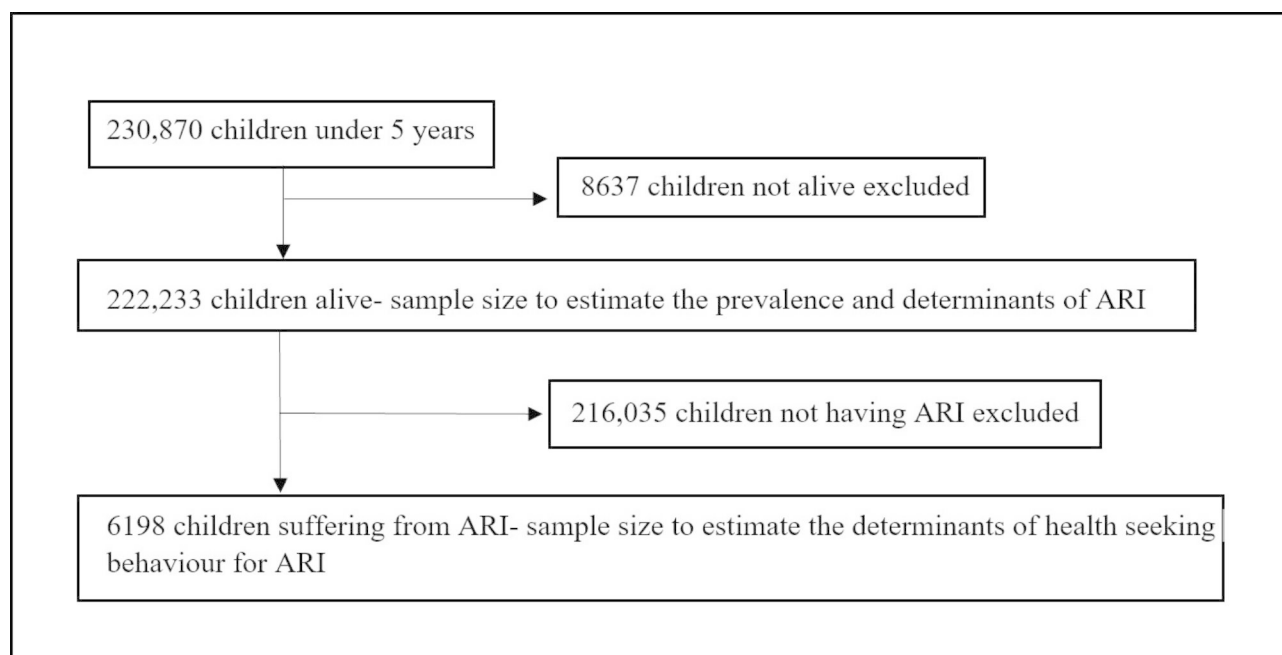 230,870 children under 5 years
8637 children not alive excluded
222,233 children alive- sample size to estimate the prevalence and determinants of ARI
216,035 children not having ARI excluded
6198 children suffering from ARI- sample size to estimate the determinants of health seeking
behaviour for ARI